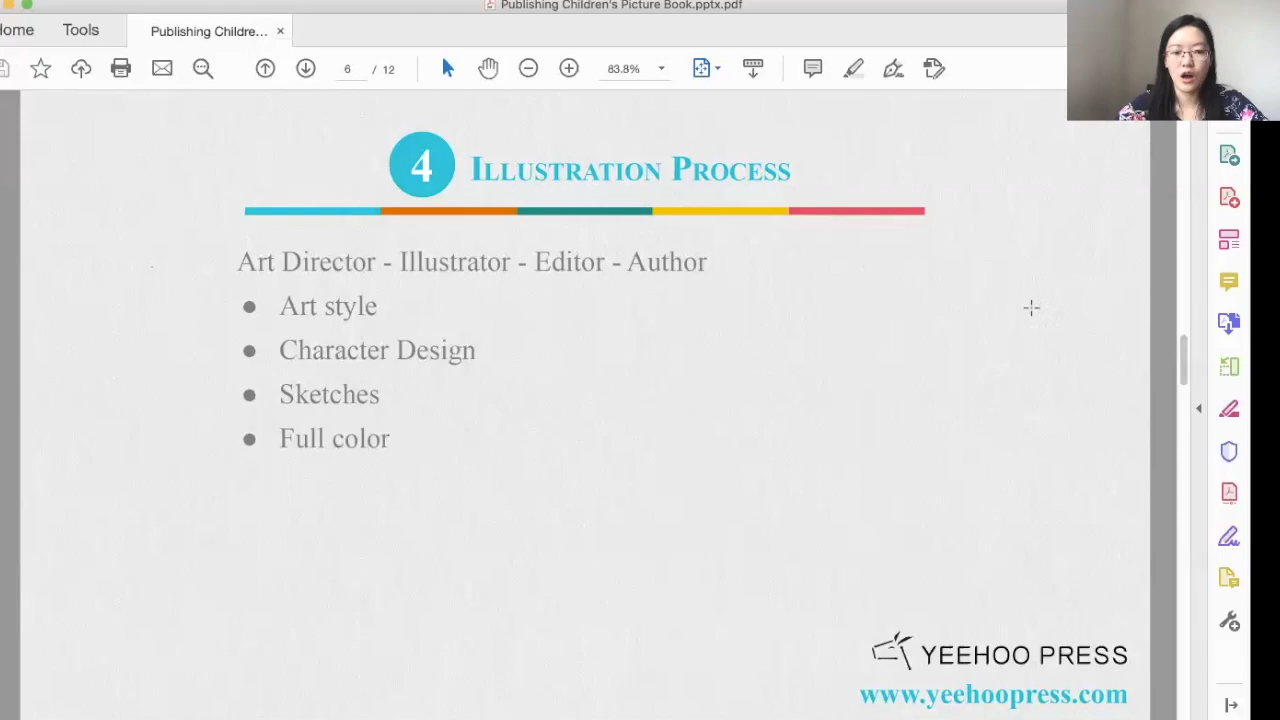 Publishing Children's Picture Book.pptx.pdf
ome Tools Publishing Childre... ×
6 / 12 83.8%
4 ILLUSTRATION PROCESS
Art Director - Illustrator - Editor - Author
● Art style
● Character Design
● Sketches
● Full color
YEEHOO PRESS
www.yeehoopress.com